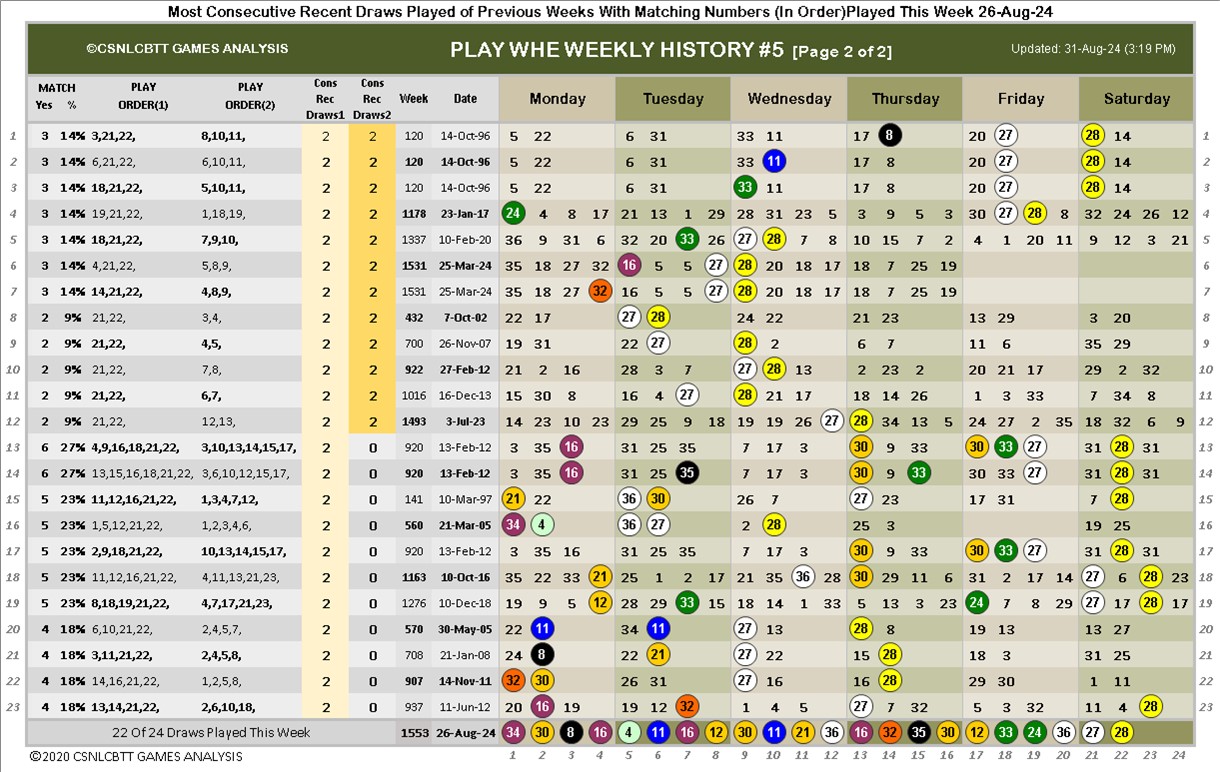 Most Consecutive Recent Draws Played of Previous Weeks With Matching Numbers (In Order)Played This Week 26-Aug-24
©CSNLCBTT GAMES ANALYSIS PLAY WHE WEEKLY HISTORY #5 [Page 2 of 2] Updated: 31-Aug-24 (3:19 PM)
MATCH Yes % PLAY ORDER(1) PLAY ORDER(2) Cons Rec Draws1 Cons Rec Draws2 Week Date Monday Tuesday Wednesday Thursday Friday Saturday
1 3 14% 3,21,22, 8,10,11, 2 2 120 14-Oct-96 5 22 6 31 33 11 17 8 20 27 28 14 1
2 3 14% 6,21,22, 6,10,11, 2 2 120 14-Oct-96 5 22 6 31 33 11 17 8 20 27 28 14 2
3 3 14% 18,21,22, 5,10,11, 2 2 120 14-Oct-96 5 22 6 31 33 11 17 8 20 27 28 14 3
4 3 14% 19,21,22, 1,18,19, 2 2 1178 23-Jan-17 24 4 8 17 21 13 1 29 28 31 23 5 3 9 5 3 30 27 28 8 32 24 26 12 4
5 3 14% 18,21,22, 7,9,10, 2 2 1337 10-Feb-20 36 9 31 6 32 20 33 26 27 28 7 8 10 15 7 2 4 1 20 11 9 12 3 21 5
6 14% 4,21,22, 5,8,9, 2 2 1531 25-Mar-24 35 18 27 32 16 5 5 27 28 20 18 17 18 7 25 19 6
7 14% 14,21,22, 4,8,9, 2 2 1531 25-Mar-24 35 18 27 32 16 5 5 27 28 20 18 17 18 7 25 19 7
8 2 9% 21,22, 3,4, 2 2 432 7-Oct-02 22 17 27 28 24 22 21 23 13 29 3 20 8
9 2 9% 21,22, 4,5, 2 2 700 26-Nov-07 19 31 22 27 28 2 6 7 11 6 35 29 9
10 2 9% 21,22, 7,8, 2 2 922 27-Feb-12 21 2 16 28 3 7 27 28 13 2 23 2 20 21 17 29 2 32 10
11 2 9% 21,22, 6,7, 2 2 1016 16-Dec-13 15 30 8 16 4 27 28 21 17 18 14 26 1 3 33 7 34 8 11
12 2 9% 21,22, 12,13, 2 2 1493 3-Jul-23 14 23 10 23 29 25 9 18 19 19 26 27 28 34 13 5 24 27 2 35 18 32 6 9 12
13 6 27% 4,9,16,18,21,22, 3,10,13,14,15,17, 2 0 920 13-Feb-12 3 35 16 31 25 35 7 17 3 30 9 33 30 33 27 31 28 31 13
14 6 27% 13,15,16,18,21,22, 3,6,10,12,15,17, 2 0 920 13-Feb-12 3 35 16 31 25 35 7 17 3 30 9 33 30 33 27 31 28 31 14
15 5 23% 11,12,16,21,22, 1,3,4,7,12, 2 0 141 10-Mar-97 21 22 36 30 26 7 27 23 17 31 7 28 15
16 5 23% 1,5,12,21,22, 1,2,3,4,6, 2 0 560 21-Mar-05 34 4 36 27 2 28 25 3 19 25 16
17 5 23% 2,9,18,21,22, 10,13,14,15,17, 2 0 920 13-Feb-12 3 35 16 31 25 35 7 17 3 30 9 33 30 33 27 31 28 31 17
18 5 23% 11,12,16,21,22, 4,11,13,21,23, 2 0 1163 10-Oct-16 35 22 33 21 25 1 2 17 21 35 36 28 30 29 11 6 31 2 17 14 27 6 28 23 18
19 5 23% 8,18,19,21,22, 4,7,17,21,23, 2 0 1276 10-Dec-18 19 9 5 12 28 29 33 15 18 14 1 33 5 13 3 23 24 7 8 29 27 17 28 17 19
20 4 18% 6,10,21,22, 2,4,5,7, 2 0 570 30-May-05 22 11 34 11 27 13 28 8 19 13 13 27 20
21 4 18% 3,11,21,22, 2,4,5,8, 2 0 708 21-Jan-08 24 8 22 21 27 22 15 28 18 3 31 25 21
22 4 18% 14,16,21,22, 1,2,5,8, 2 0 907 14-Nov-11 32 30 26 31 27 16 16 28 29 30 1 11 22
23 4 18% 13,14,21,22, 2,6,10,18, 2 0 937 11-Jun-12 20 16 19 19 12 32 1 4 5 27 7 32 5 3 32 11 4 28 23
22 Of 24 Draws Played This Week 1553 26-Aug-24 34 30 8 16 4 11 16 12 30 11 21 36 16 32 35 30 12 33 24 36 27 28
©2020 CSNLCBTT GAMES ANALYSIS 1 2 3 4 5 6 7 8 9 10 11 12 13 14 15 16 17 18 19 20 21 22 23 24